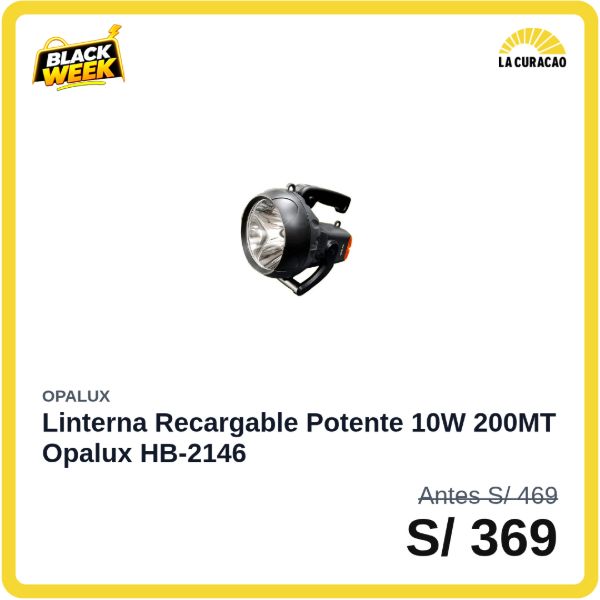 BLACK
WEEK
LA CURACAO
OPALUX
Linterna Recargable Potente 10W 200MT
Opalux HB-2146
Antes S/ 469
S/ 369